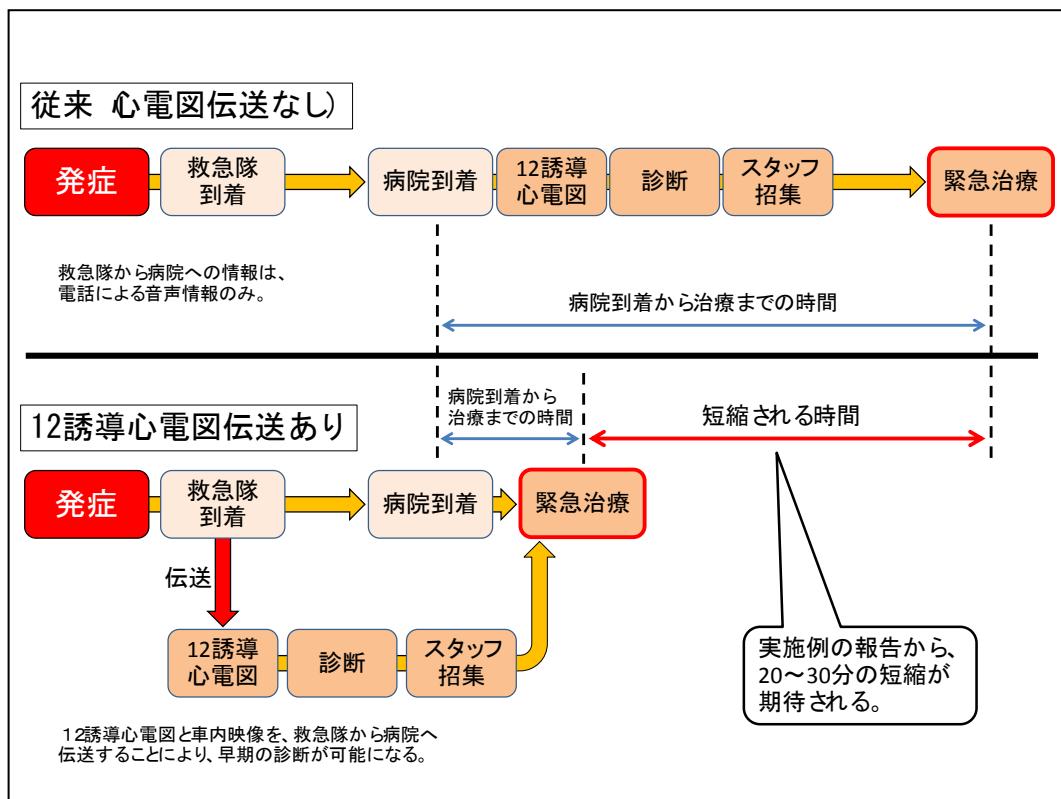 従来 心電図伝送なし)
発症
救急隊
到着
病院到着
12誘導
心電図
診断
スタッフ
招集
緊急治療
救急隊から病院への情報は、
電話による音声情報のみ。
病院到着から治療までの時間
12誘導心電図伝送あり
病院到着から
治療までの時間
短縮される時間
発症
救急隊
到着
病院到着
緊急治療
伝送
12誘導
心電図
診断
スタッフ
招集
実施例の報告から、
20～30分の短縮が
期待される。
12誘導心電図と車内映像を、救急隊から病院へ
伝送することにより、早期の診断が可能になる。